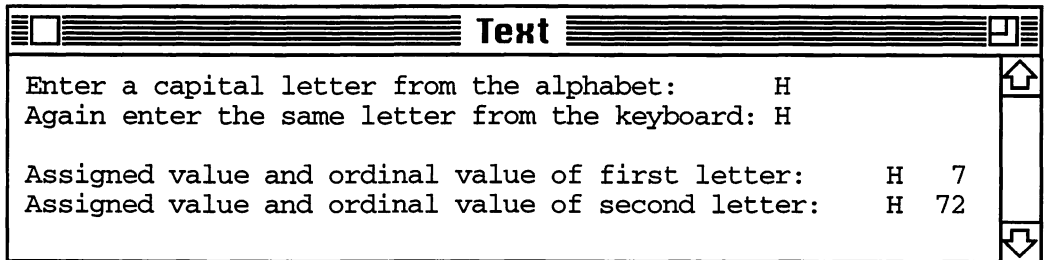 Text
Enter a capital letter from the alphabet:      H
Again enter the same letter from the keyboard: H
Assigned value and ordinal value of first letter:     H   7
Assigned value and ordinal value of second letter:    H  72